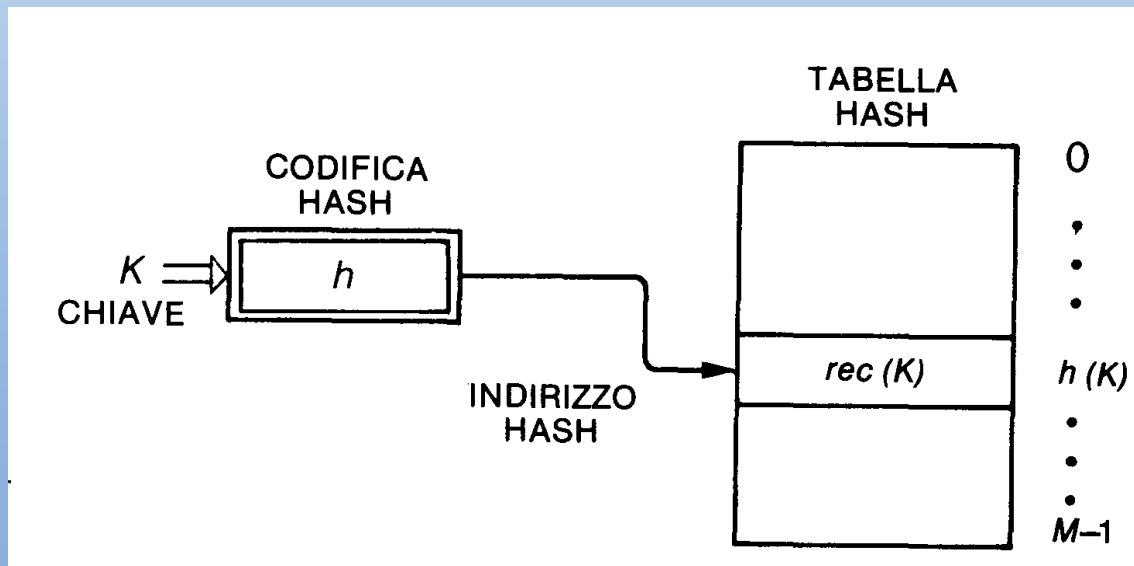 TABELLA
HASH
0
CODIFICA
HASH
K
h
CHIAVE
rec (K)
h (K)
INDIRIZZO
HASH
M–1